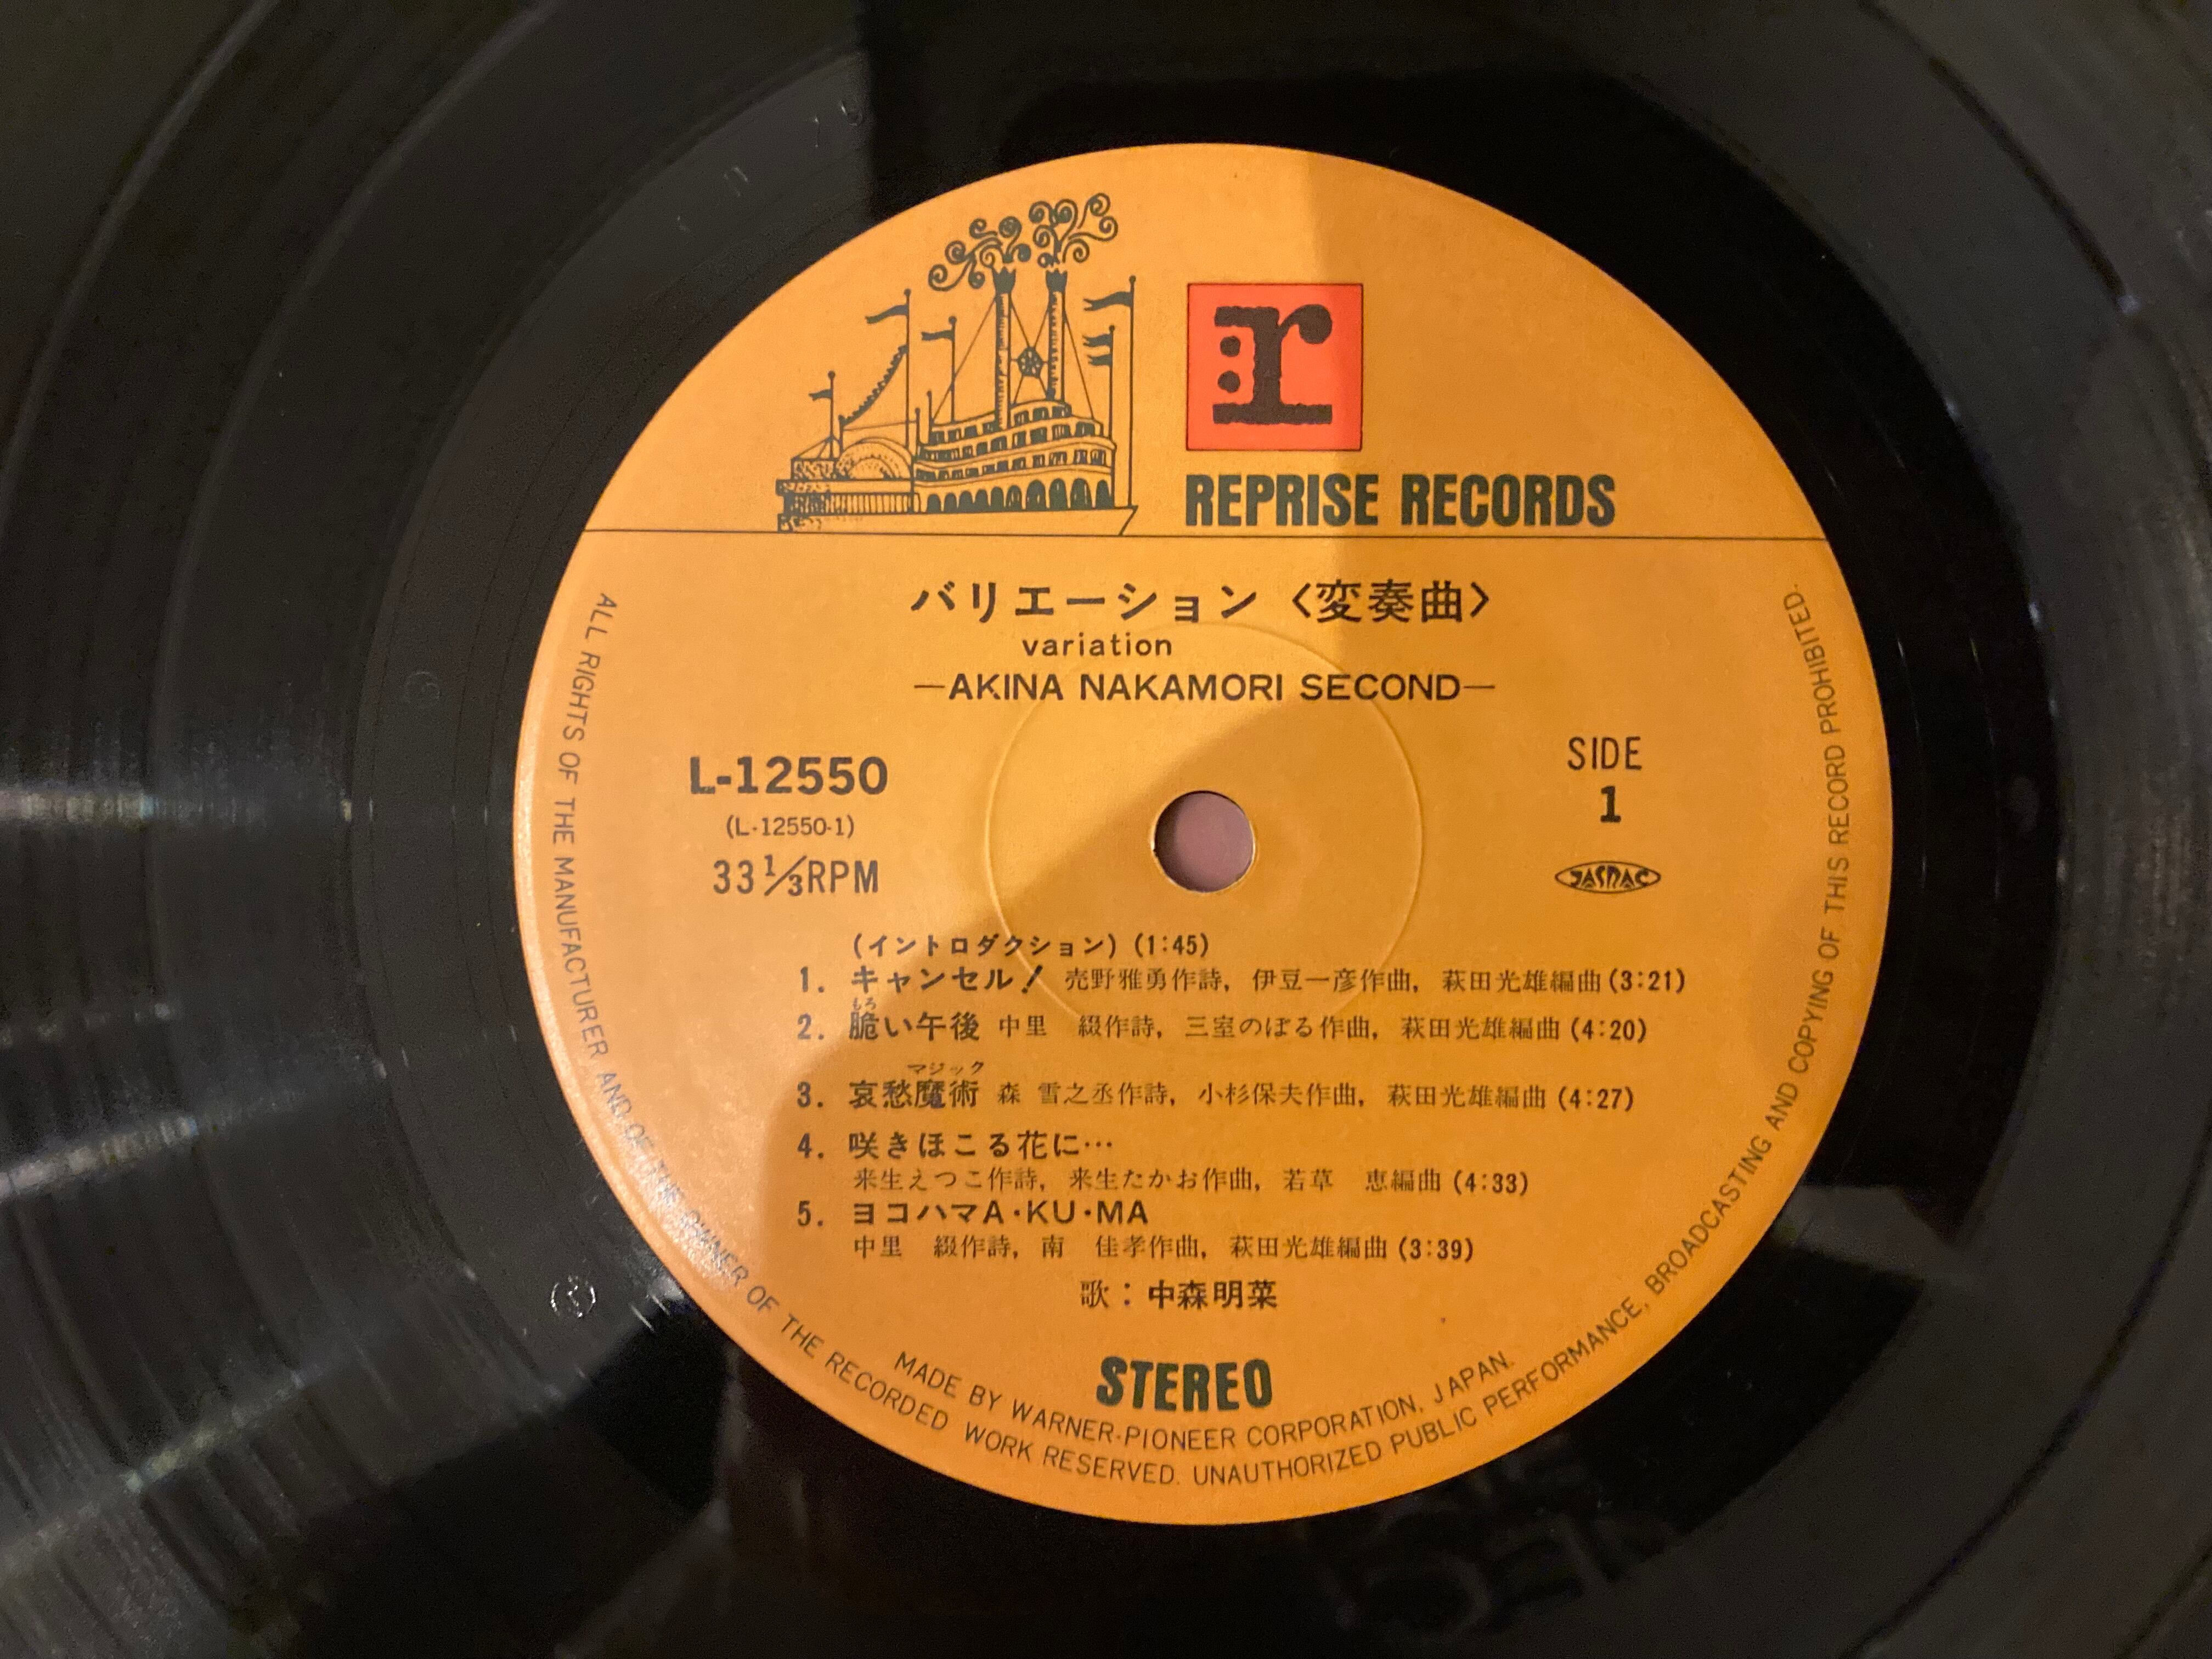 r
REPRISE RECORDS
バリエーション〈変奏曲〉
variation
—AKINA NAKAMORI SECOND—
L-12550
(L-12550-1)
33 1/3 RPM
SIDE
1
JASRAC
(イントロダクション) (1:45)
1. キャンセル! 売野雅勇作詩, 伊豆一彦作曲, 萩田光雄編曲 (3:21)
もろ
2. 脆い午後 中里 綴作詩, 三室のぼる作曲, 萩田光雄編曲 (4:20)
マジック
3. 哀愁魔術 森 雪之丞作詩, 小杉保夫作曲, 萩田光雄編曲 (4:27)
4. 咲きほこる花に…
来生えつこ作詩, 来生たかお作曲, 若草 恵編曲 (4:33)
5. ヨコハマA・KU・MA
中里 綴作詩, 南 佳孝作曲, 萩田光雄編曲 (3:39)
歌：中森明菜
STEREO
MADE BY WARNER-PIONEER CORPORATION, JAPAN.
ALL RIGHTS OF THE MANUFACTURER AND OF THE OWNER OF THE RECORDED WORK RESERVED. UNAUTHORIZED PUBLIC PERFORMANCE, BROADCASTING AND COPYING OF THIS RECORD PROHIBITED.